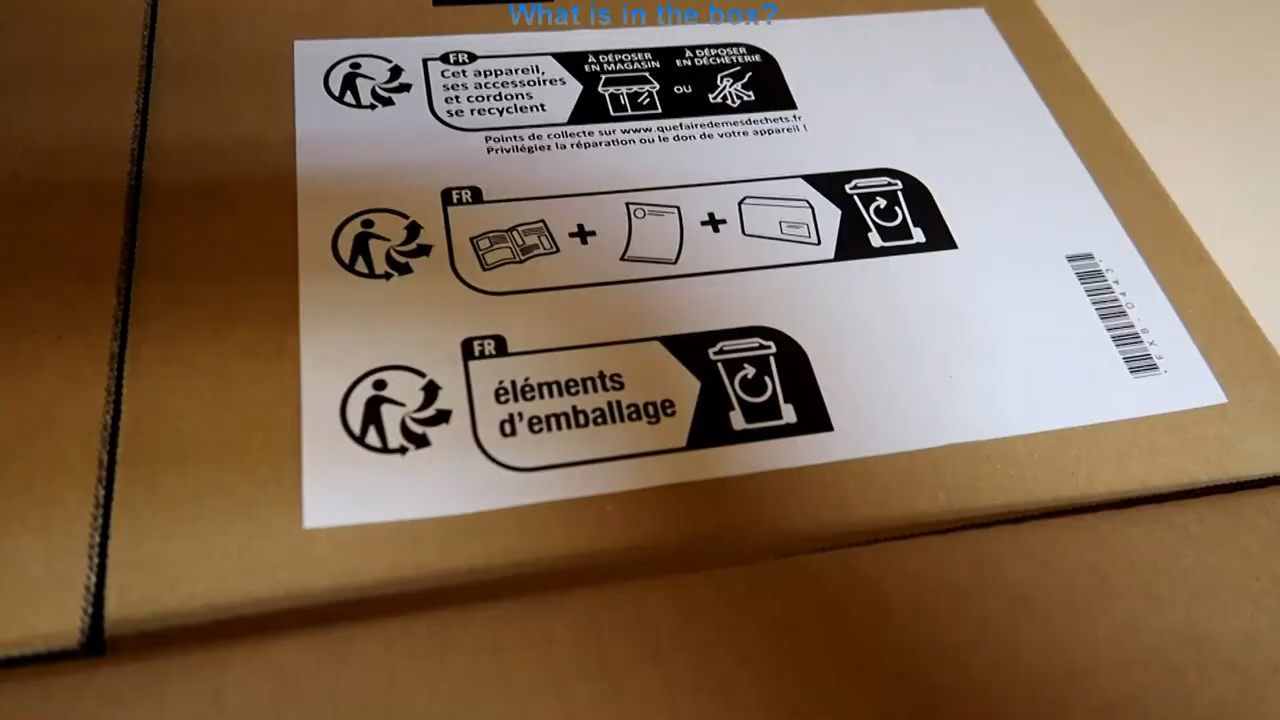 What is in the box?
FR
Cet appareil,
ses accessoires
et cordons
se recyclent
À DÉPOSER
EN MAGASIN
OU
À DÉPOSER
EN DÉCHÈTERIE
Points de collecte sur www.quefairedemesdechets.fr
Privilégiez la réparation ou le don de votre appareil !
FR
FR
éléments
d'emballage